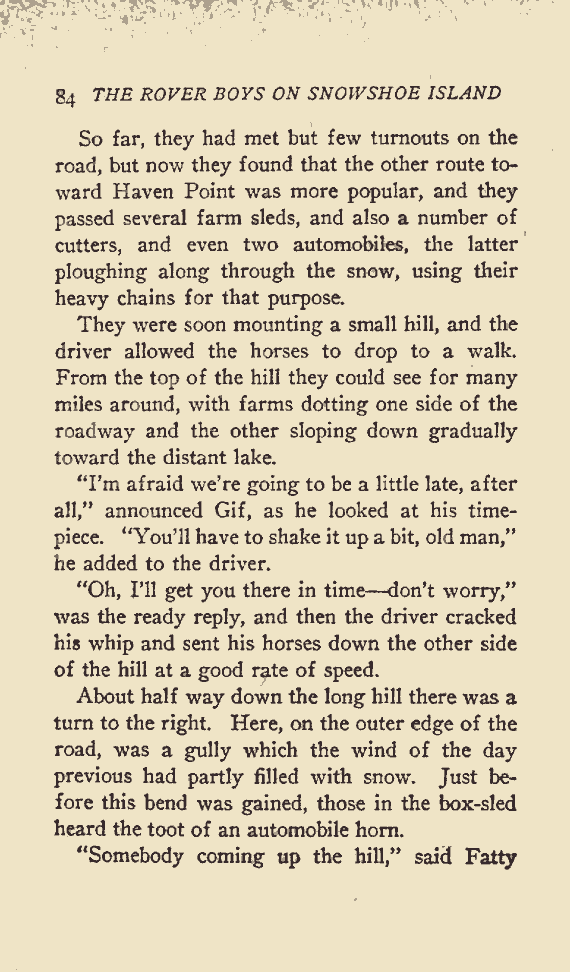 84 THE ROVER BOYS ON SNOWSHOE ISLAND
So far, they had met but few turnouts on the
road, but now they found that the other route to-
ward Haven Point was more popular, and they
passed several farm sleds, and also a number of
cutters, and even two automobiles, the latter
ploughing along through the snow, using their
heavy chains for that purpose.
They were soon mounting a small hill, and the
driver allowed the horses to drop to a walk.
From the top of the hill they could see for many
miles around, with farms dotting one side of the
roadway and the other sloping down gradually
toward the distant lake.
“I’m afraid we’re going to be a little late, after
all,” announced Gif, as he looked at his time-
piece. “You’ll have to shake it up a bit, old man,”
he added to the driver.
“Oh, I’ll get you there in time—don’t worry,”
was the ready reply, and then the driver cracked
his whip and sent his horses down the other side
of the hill at a good rate of speed.
About half way down the long hill there was a
turn to the right. Here, on the outer edge of the
road, was a gully which the wind of the day
previous had partly filled with snow. Just be-
fore this bend was gained, those in the box-sled
heard the toot of an automobile horn.
“Somebody coming up the hill,” said Fatty